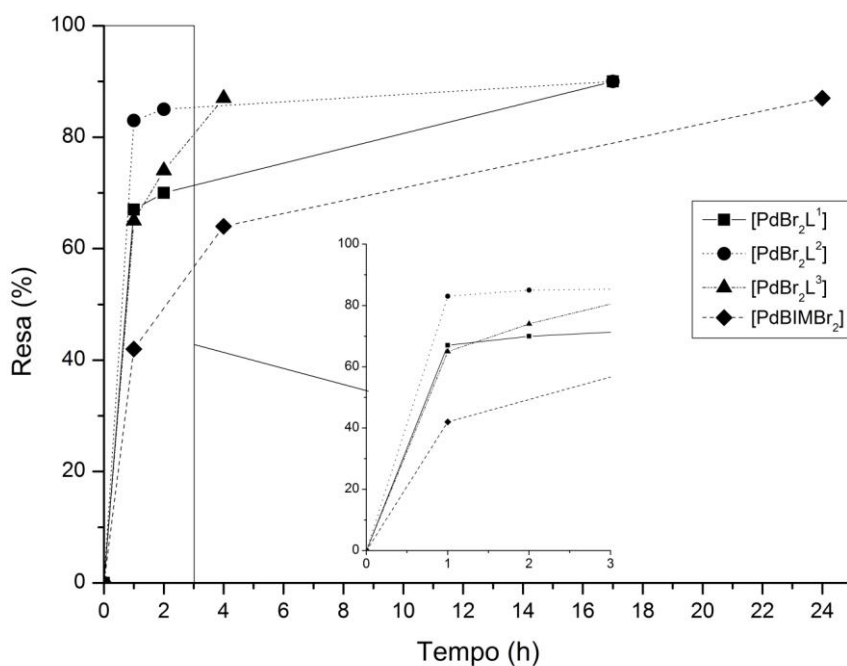 Resa (%)
100
80
60
40
20
0
0 2 4 6 8 10 12 14 16 18 20 22 24
Tempo (h)
[PdBr₂L¹]
[PdBr₂L²]
[PdBr₂L³]
[PdBIMBr₂]
100
80
60
40
20
0
0 1 2 3